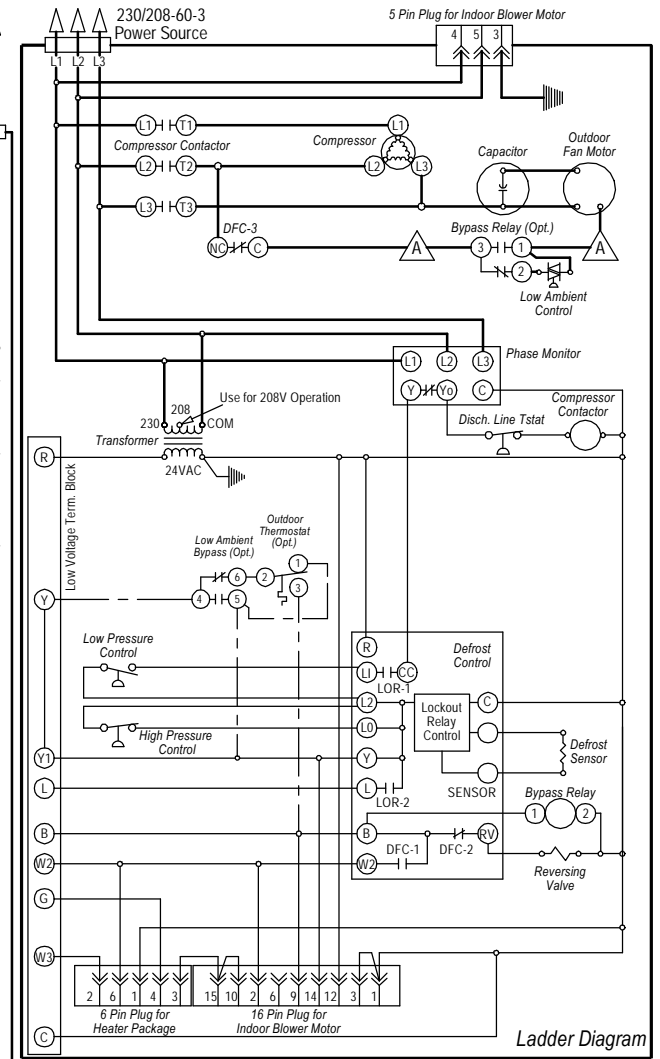 230/208-60-3
Power Source
5 Pin Plug for Indoor Blower Motor
4 5 3
L1 L2 L3
L1 T1
L1
Compressor Contactor
Compressor
Capacitor
Outdoor
Fan Motor
L2 T2
L2 L3
L3 T3
DFC-3
Bypass Relay (Opt.)
NC C
A
3 1
A
2
Low Ambient
Control
L1 L2 L3
Phase Monitor
Y Yo C
Use for 208V Operation
208
230 COM
Transformer
24VAC
Disch. Line Tstat
Compressor
Contactor
R
Low Voltage Term. Block
Outdoor
Thermostat
(Opt.)
Low Ambient
Bypass (Opt.)
1
6 2
3
Y
4 5
R
Defrost
Control
Low Pressure
Control
LI CC
LOR-1
L2
Lockout
Relay
Control
C
L0
High Pressure
Control
Y1
Y
Defrost
Sensor
SENSOR
L
L
LOR-2
Bypass Relay
1 2
B
B
DFC-1
DFC-2
RV
W2
W2
Reversing
Valve
G
W3
2 6 1 4 3
15 10 2 6 9 14 12 3 1
6 Pin Plug for
Heater Package
16 Pin Plug for
Indoor Blower Motor
C
Ladder Diagram